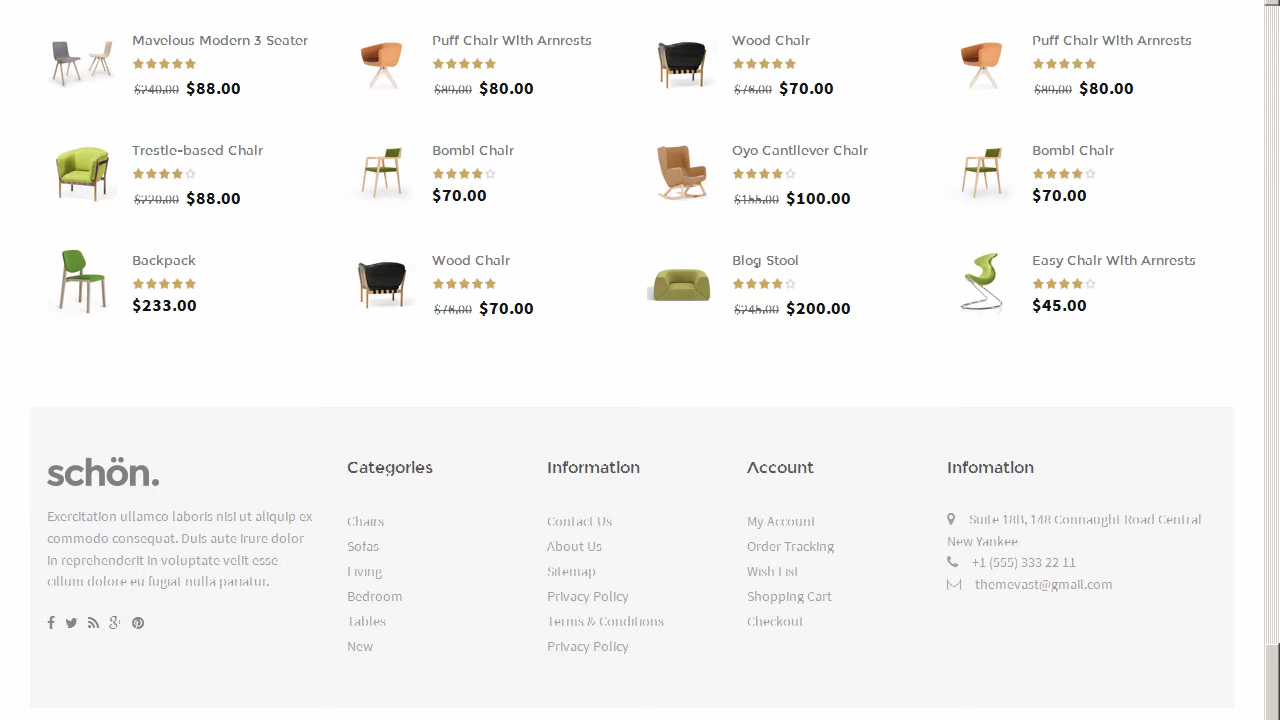 Mavelous Modern 3 Seater
$240.00 $88.00
Puff Chair With Arnrests
$89.00 $80.00
Wood Chair
$76.00 $70.00
Puff Chair With Arnrests
$89.00 $80.00
Trestle-based Chair
$220.00 $88.00
Bombl Chair
$70.00
Oyo Cantilever Chair
$155.00 $100.00
Bombl Chair
$70.00
Backpack
$233.00
Wood Chair
$76.00 $70.00
Blog Stool
$245.00 $200.00
Easy Chair With Arnrests
$45.00
schön.
Exercitation ullamco laboris nisi ut aliquip ex
commodo consequat. Duis aute irure dolor
in reprehenderit in voluptate velit esse
cillum dolore eu fugiat nulla pariatur.
Categories
Chairs
Sofas
Living
Bedroom
Tables
New
Information
Contact Us
About Us
Sitemap
Privacy Policy
Terms & Conditions
Privacy Policy
Account
My Account
Order Tracking
Wish List
Shopping Cart
Checkout
Infomation
Suite 18B, 148 Connaught Road Central
New Yankee
+1 (555) 333 22 11
themevast@gmail.com